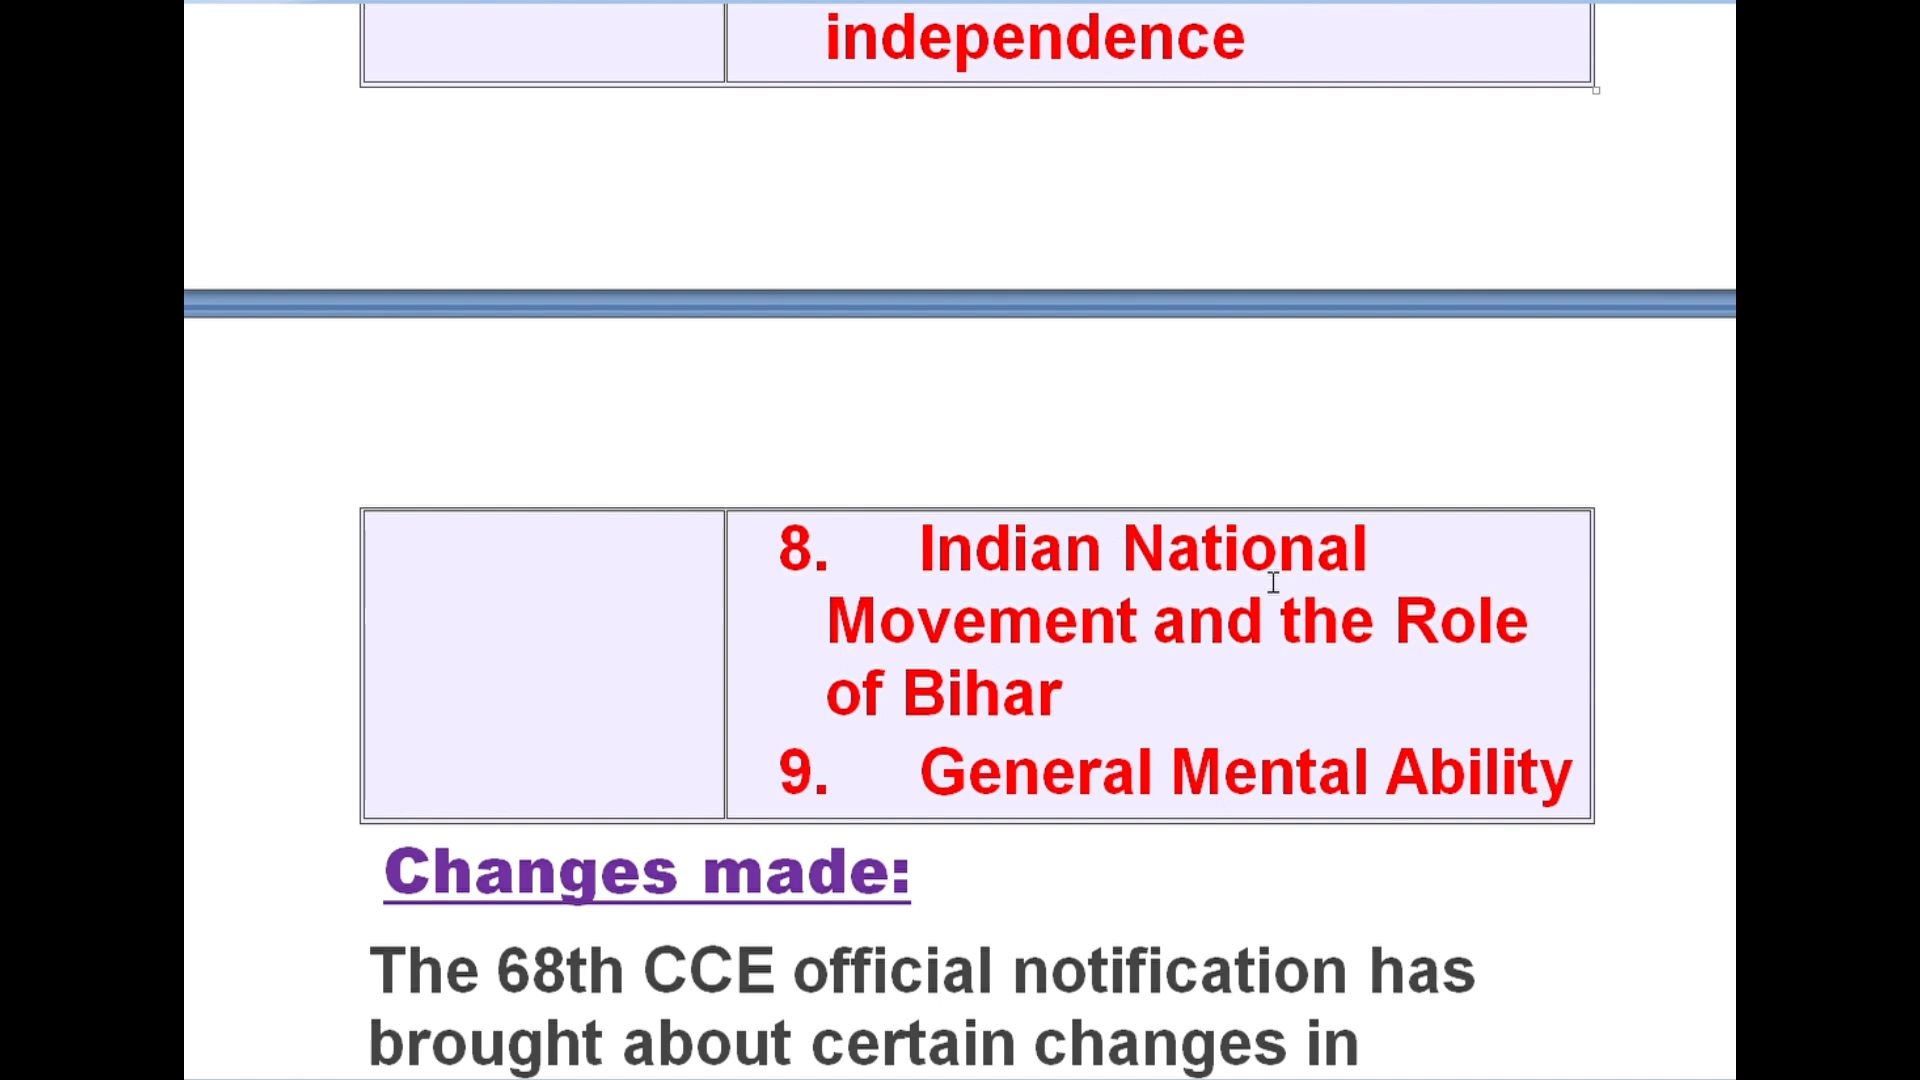 independence
8. Indian National
Movement and the Role
of Bihar
9. General Mental Ability
Changes made:
The 68th CCE official notification has
brought about certain changes in